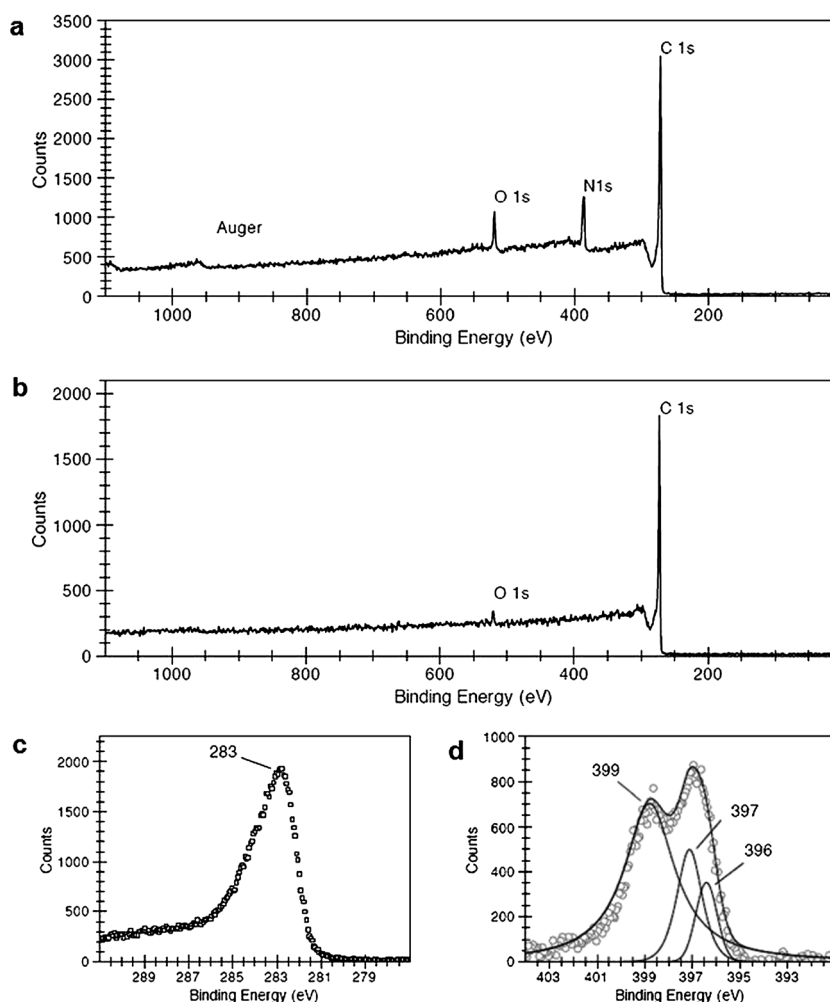 a
3500
3000
2500
2000
1500
1000
500
0
Counts
C 1s
N1s
O 1s
Auger
1000 800 600 400 200
Binding Energy (eV)
b
2000
1500
1000
500
0
Counts
C 1s
O 1s
1000 800 600 400 200
Binding Energy (eV)
c
2000
1500
1000
500
0
Counts
283
289 287 285 283 281 279
Binding Energy (eV)
d
1000
800
600
400
200
0
Counts
399
397
396
403 401 399 397 395 393
Binding Energy (eV)